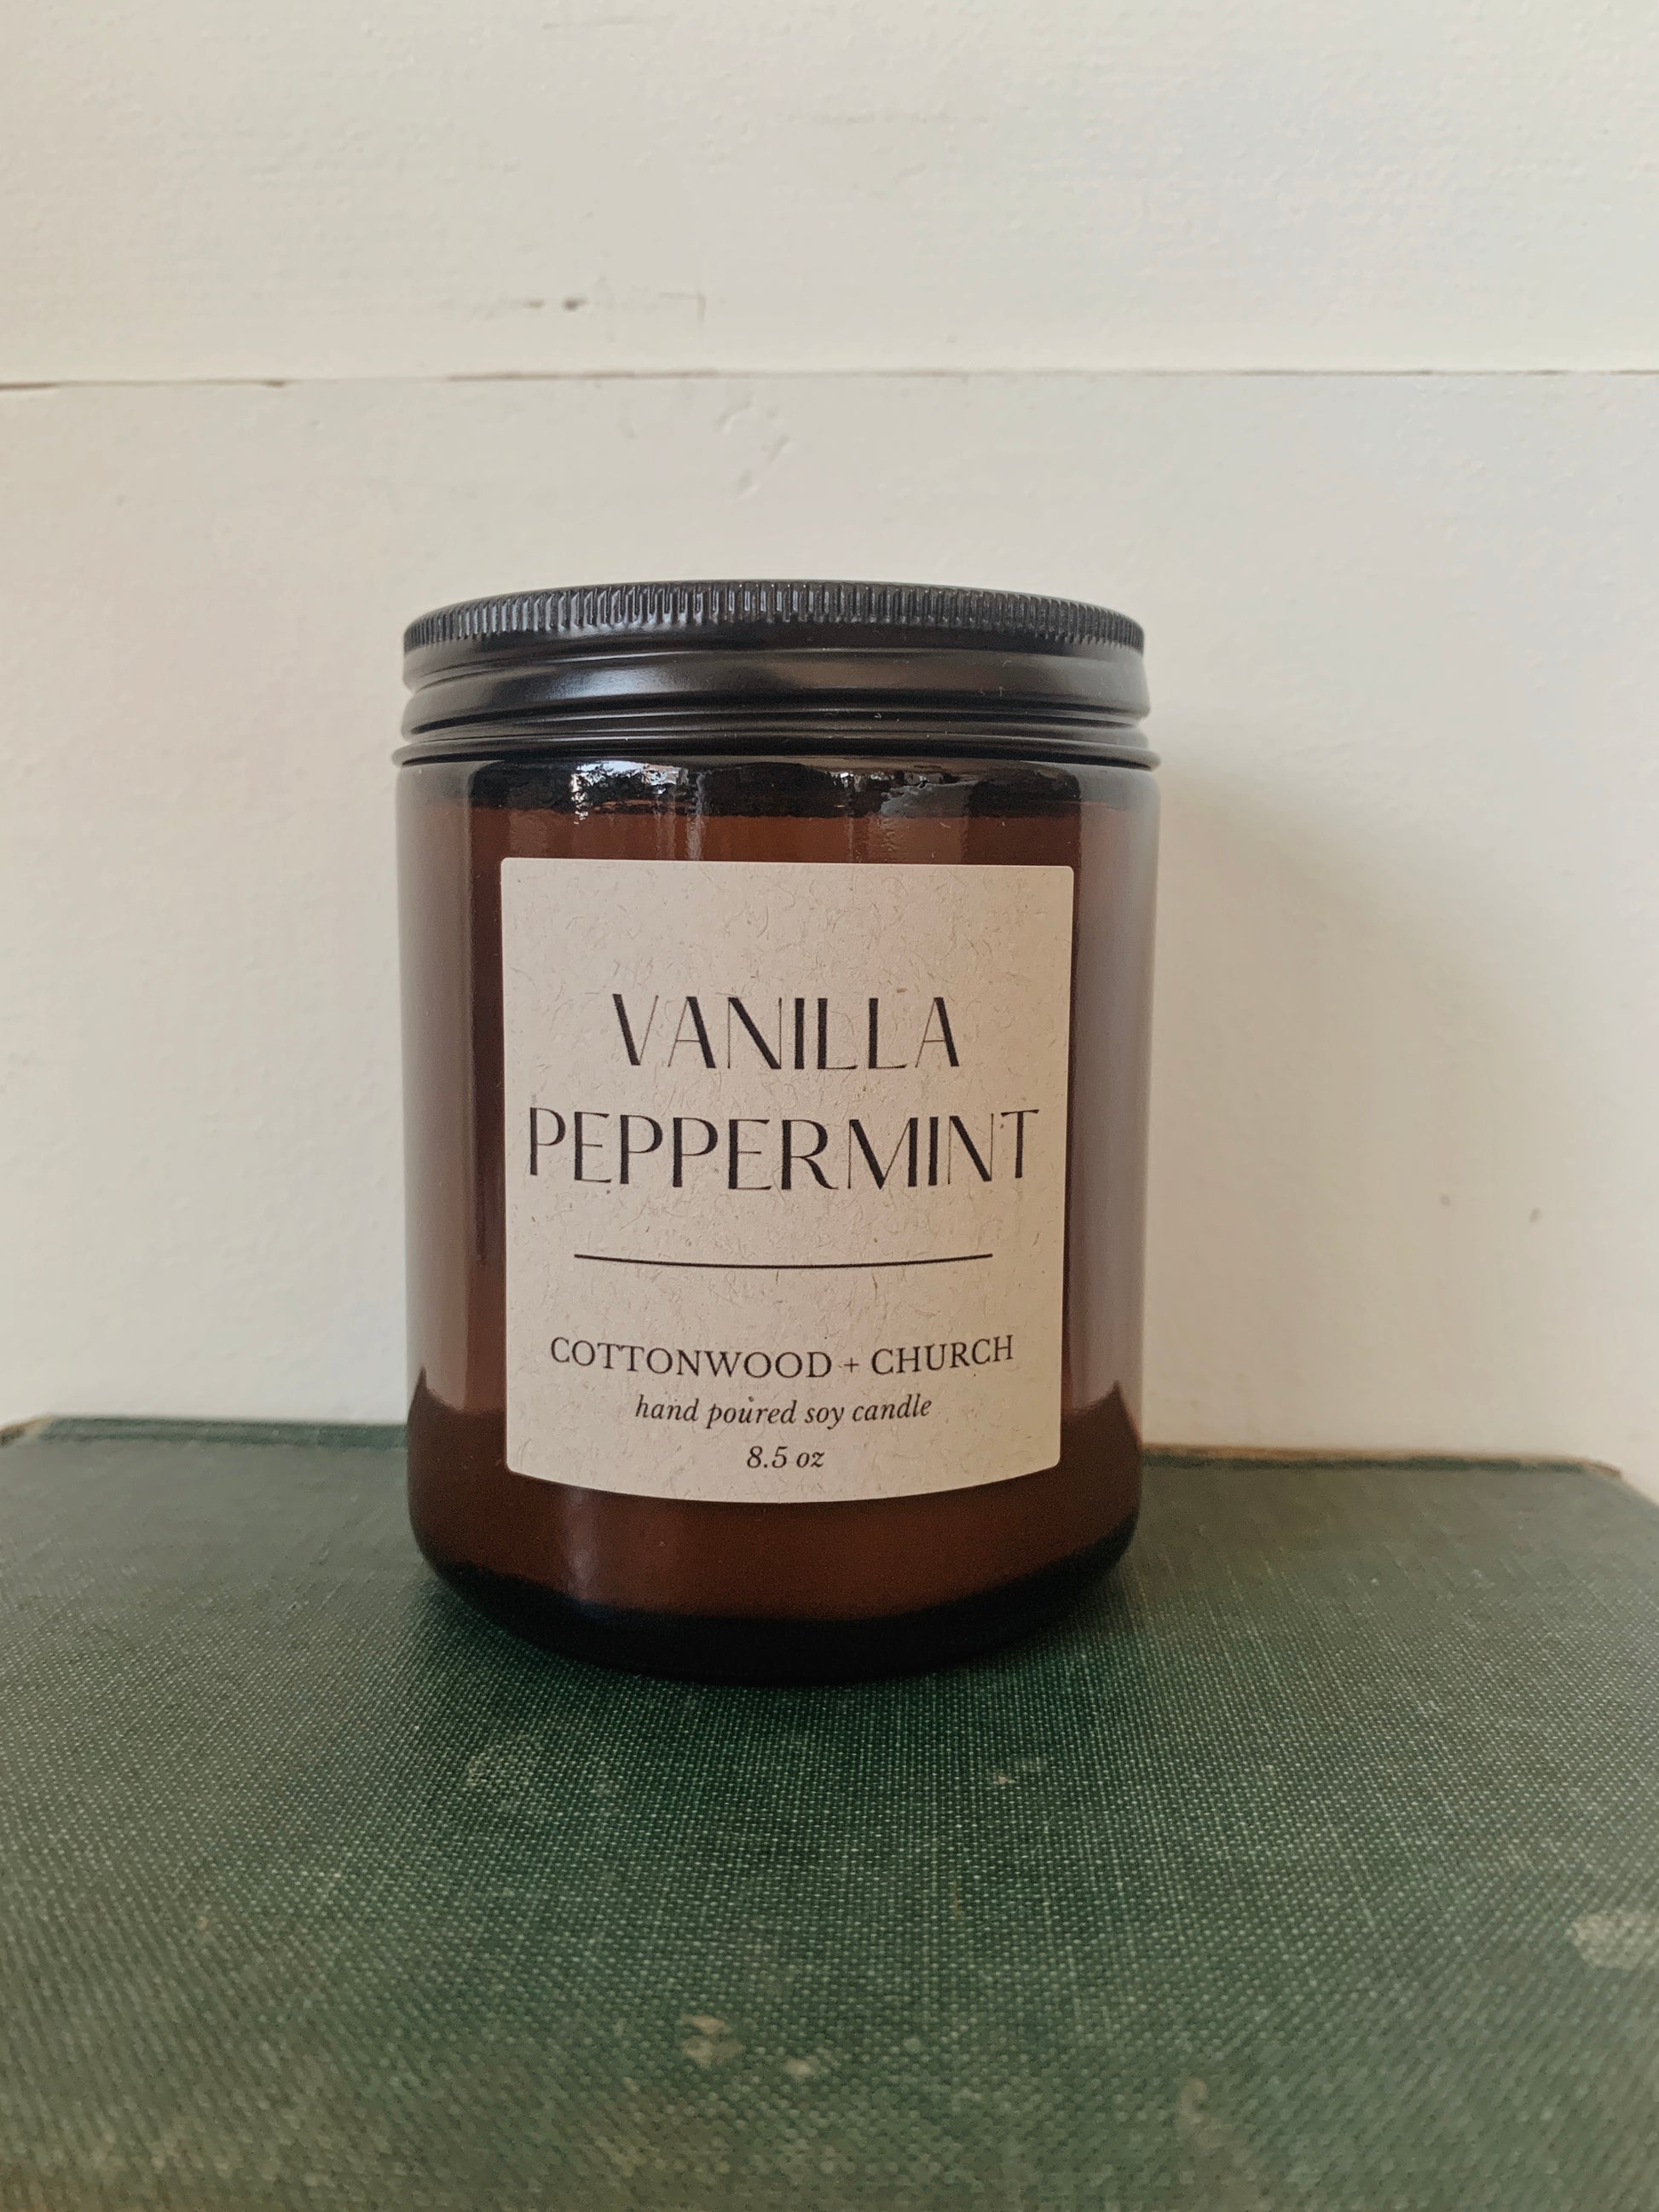 VANILLA
PEPPERMINT
COTTONWOOD + CHURCH
hand poured soy candle
8.5 oz